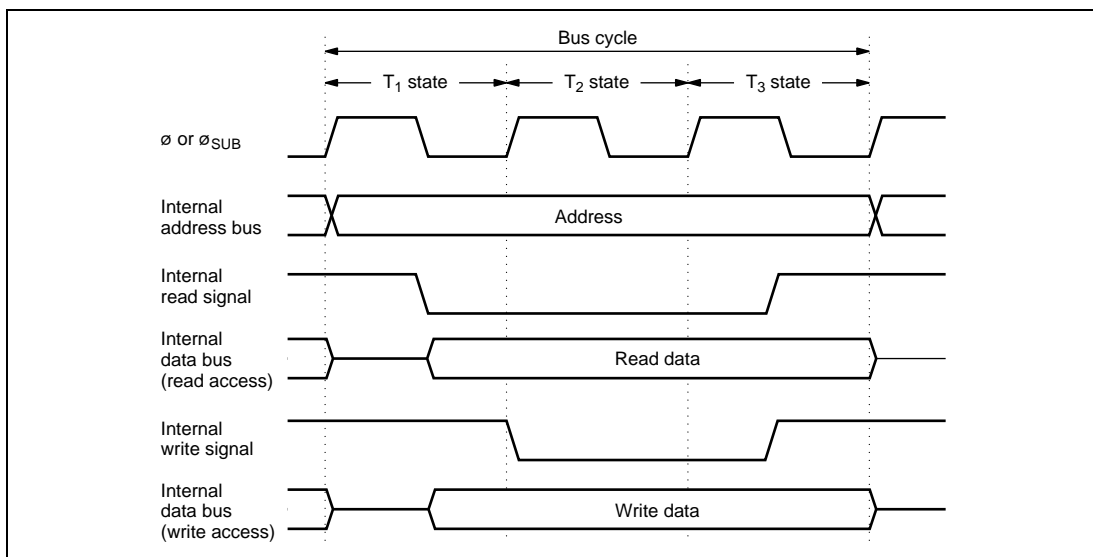 Bus cycle
T₁ state T₂ state T₃ state
ø or øSUB
Internal
address bus
Address
Internal
read signal
Internal
data bus
(read access)
Read data
Internal
write signal
Internal
data bus
(write access)
Write data